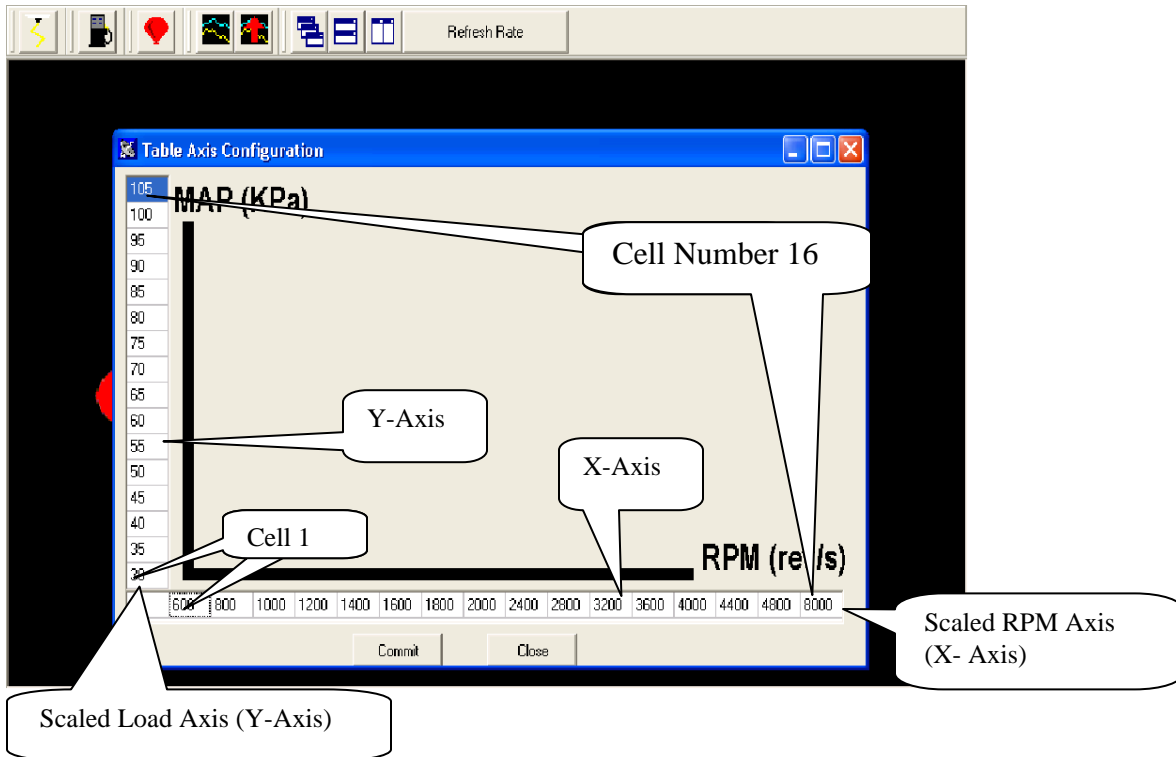 Refresh Rate
Table Axis Configuration
MAP (KPa)
105
100
95
90
85
80
75
70
65
60
55
50
45
40
35
30
Cell Number 16
Y-Axis
X-Axis
Cell 1
RPM (rev/s)
600 800 1000 1200 1400 1600 1800 2000 2400 2800 3200 3600 4000 4400 4800 8000
Commit Close
Scaled RPM Axis
(X- Axis)
Scaled Load Axis (Y-Axis)